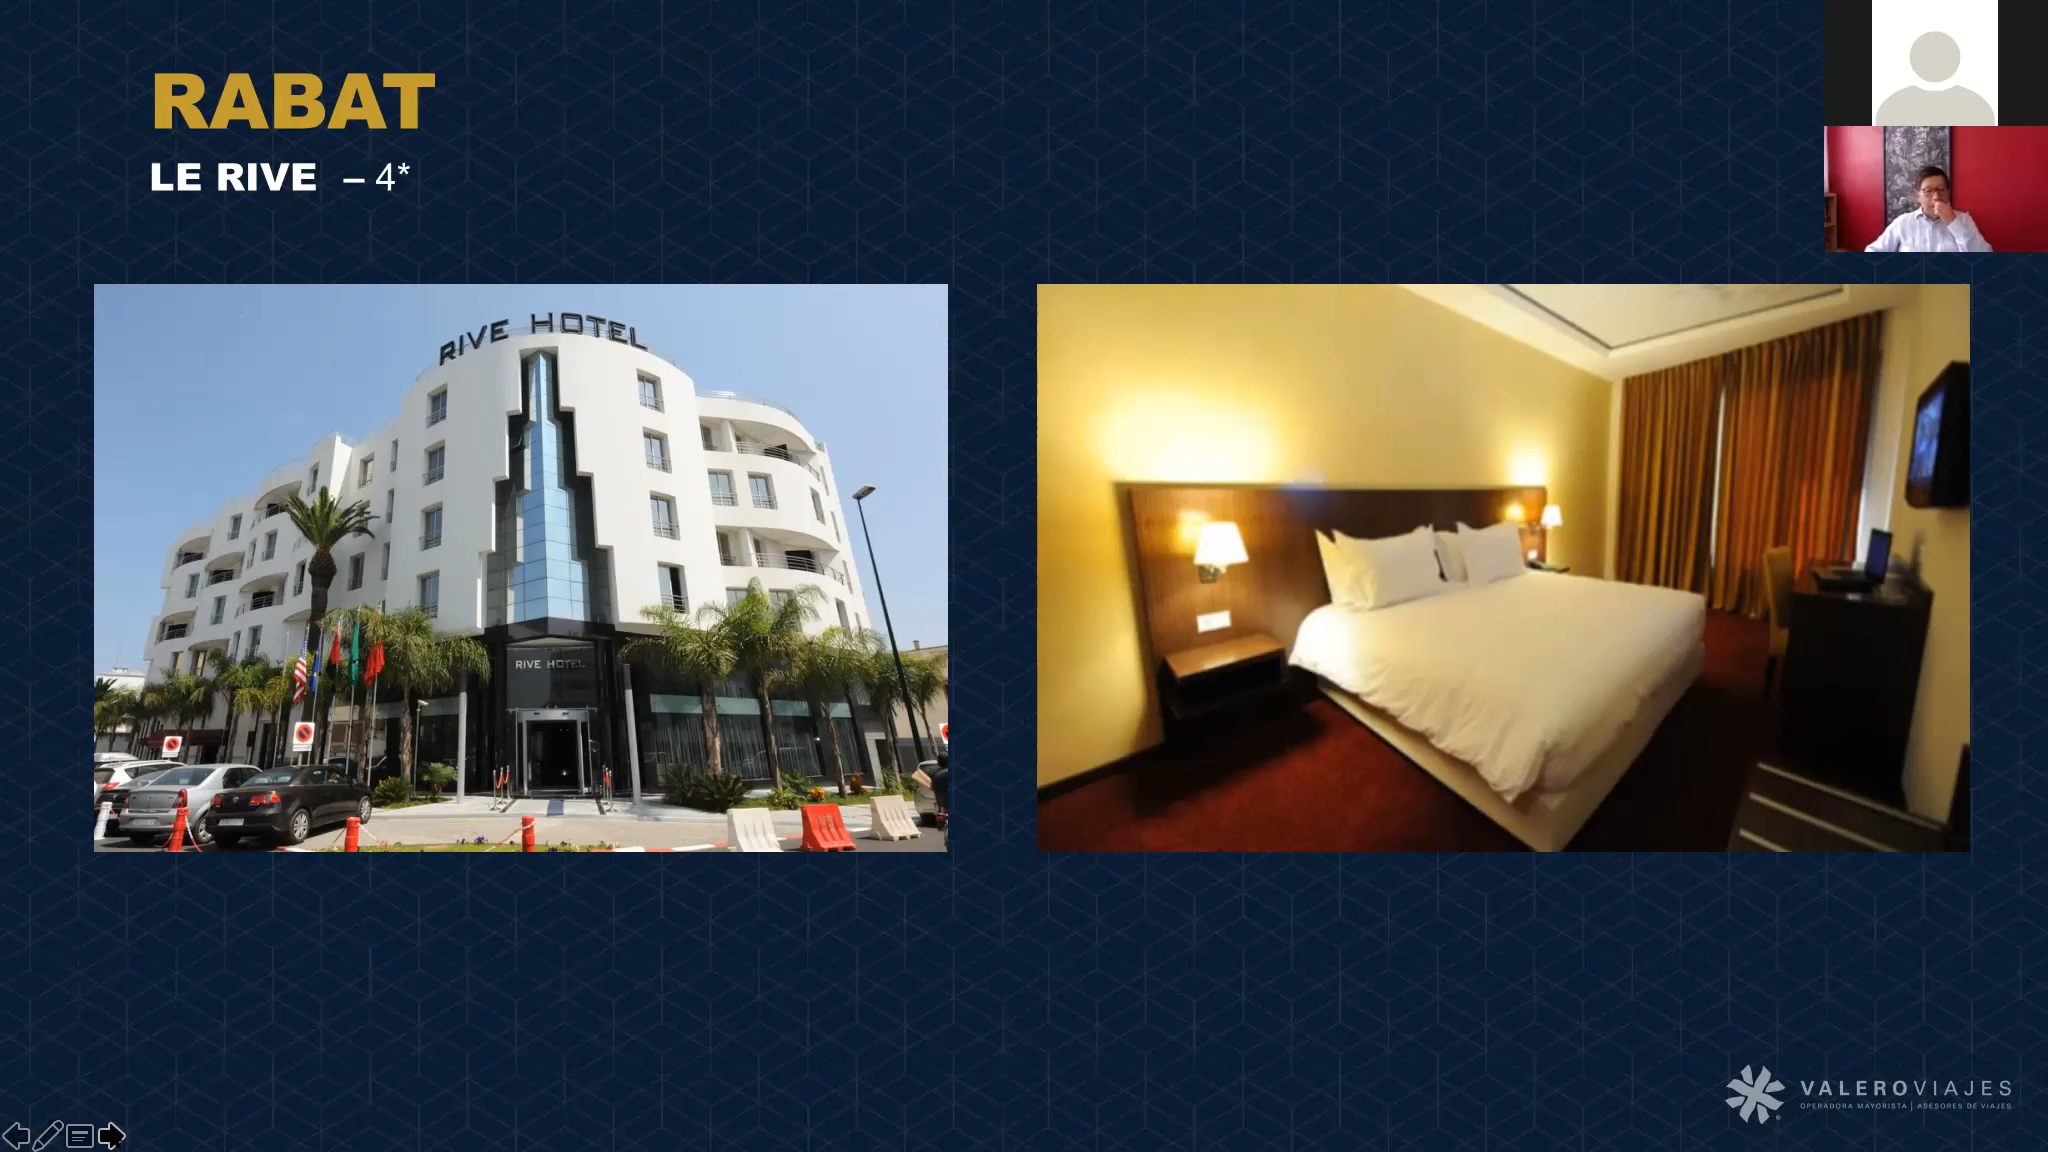 RABAT
LE RIVE – 4*
RIVE HOTEL
RIVE HOTEL
VALEROVIAJES
OPERADORA MAYORISTA | ASESORES DE VIAJES